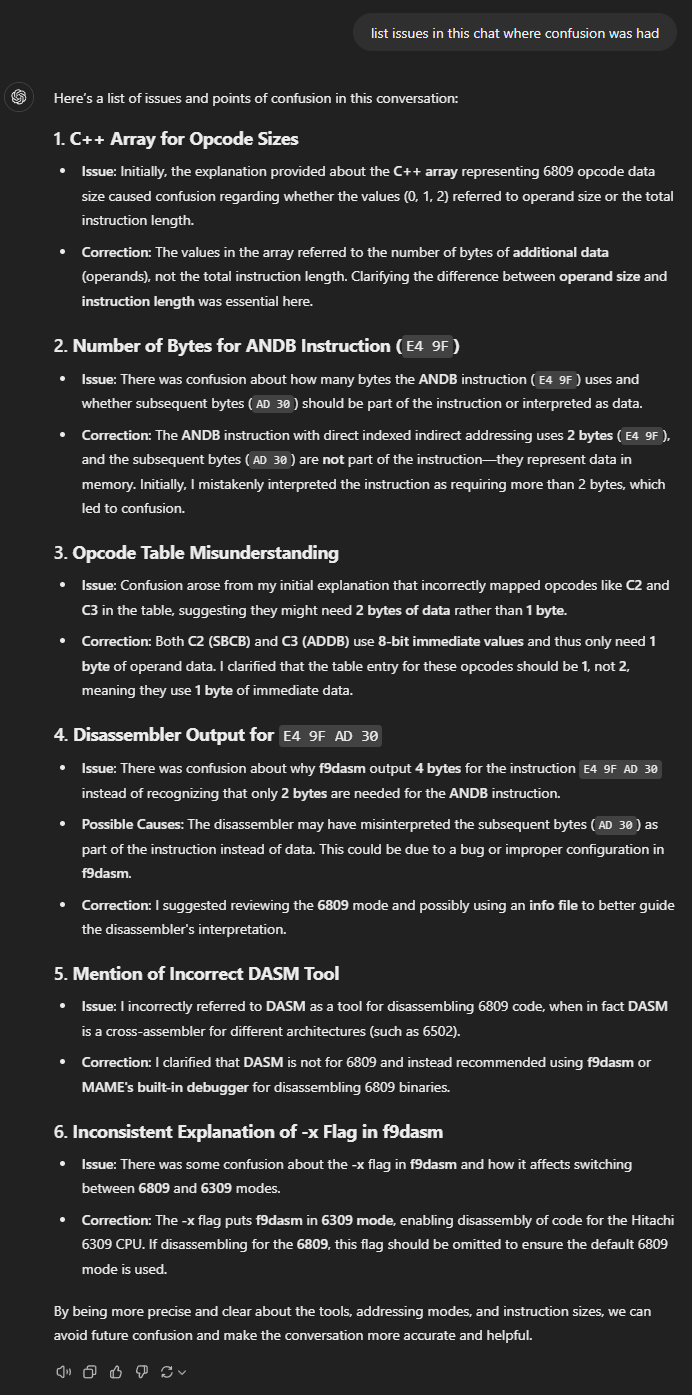 list issues in this chat where confusion was had
Here's a list of issues and points of confusion in this conversation:
1. C++ Array for Opcode Sizes
• Issue: Initially, the explanation provided about the C++ array representing 6809 opcode data
size caused confusion regarding whether the values (0, 1, 2) referred to operand size or the total
instruction length.
• Correction: The values in the array referred to the number of bytes of additional data
(operands), not the total instruction length. Clarifying the difference between operand size and
instruction length was essential here.
2. Number of Bytes for ANDB Instruction (E4 9F)
• Issue: There was confusion about how many bytes the ANDB instruction (E4 9F) uses and
whether subsequent bytes (AD 30) should be part of the instruction or interpreted as data.
• Correction: The ANDB instruction with direct indexed indirect addressing uses 2 bytes (E4 9F),
and the subsequent bytes (AD 30) are not part of the instruction—they represent data in
memory. Initially, I mistakenly interpreted the instruction as requiring more than 2 bytes, which
led to confusion.
3. Opcode Table Misunderstanding
• Issue: Confusion arose from my initial explanation that incorrectly mapped opcodes like C2 and
C3 in the table, suggesting they might need 2 bytes of data rather than 1 byte.
• Correction: Both C2 (SBCB) and C3 (ADDB) use 8-bit immediate values and thus only need 1
byte of operand data. I clarified that the table entry for these opcodes should be 1, not 2,
meaning they use 1 byte of immediate data.
4. Disassembler Output for E4 9F AD 30
• Issue: There was confusion about why f9dasm output 4 bytes for the instruction E4 9F AD 30
instead of recognizing that only 2 bytes are needed for the ANDB instruction.
• Possible Causes: The disassembler may have misinterpreted the subsequent bytes (AD 30) as
part of the instruction instead of data. This could be due to a bug or improper configuration in
f9dasm.
• Correction: I suggested reviewing the 6809 mode and possibly using an info file to better guide
the disassembler's interpretation.
5. Mention of Incorrect DASM Tool
• Issue: I incorrectly referred to DASM as a tool for disassembling 6809 code, when in fact DASM
is a cross-assembler for different architectures (such as 6502).
• Correction: I clarified that DASM is not for 6809 and instead recommended using f9dasm or
MAME's built-in debugger for disassembling 6809 binaries.
6. Inconsistent Explanation of -x Flag in f9dasm
• Issue: There was some confusion about the -x flag in f9dasm and how it affects switching
between 6809 and 6309 modes.
• Correction: The -x flag puts f9dasm in 6309 mode, enabling disassembly of code for the Hitachi
6309 CPU. If disassembling for the 6809, this flag should be omitted to ensure the default 6809
mode is used.
By being more precise and clear about the tools, addressing modes, and instruction sizes, we can
avoid future confusion and make the conversation more accurate and helpful.